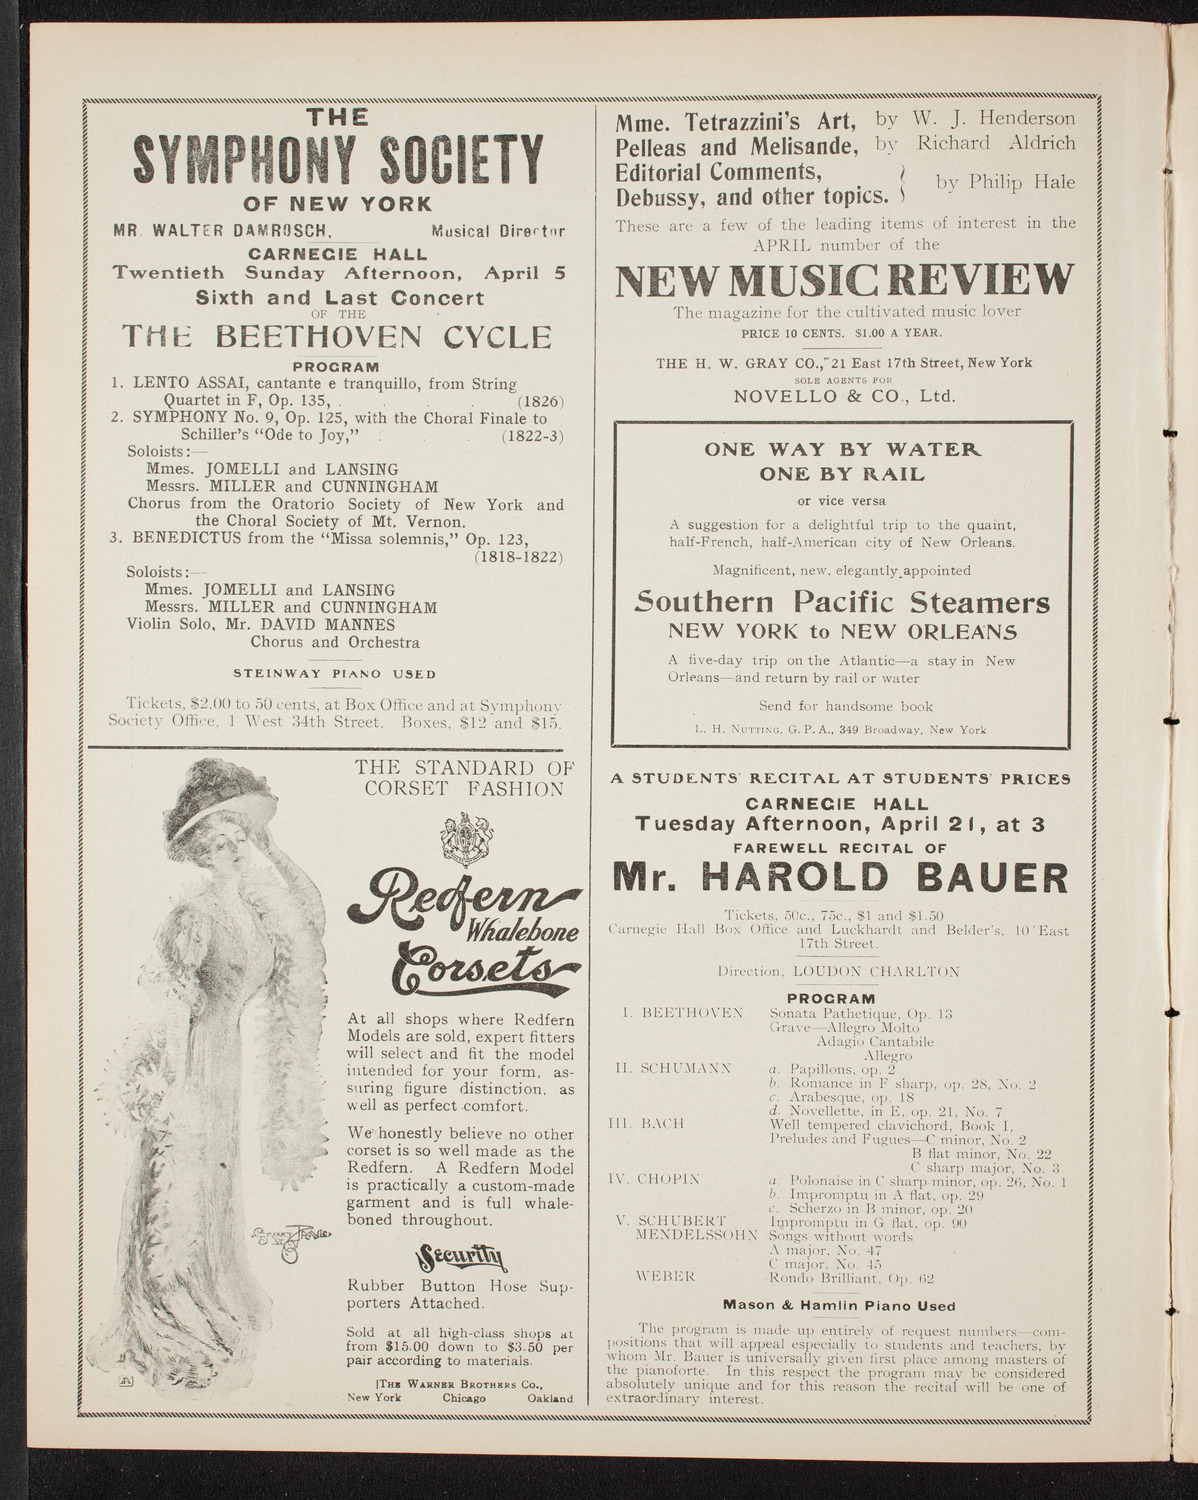 THE
SYMPHONY SOCIETY
OF NEW YORK
MR. WALTER DAMROSCH, Musical Director
CARNEGIE HALL
Twentieth Sunday Afternoon, April 5
Sixth and Last Concert
OF THE
THE BEETHOVEN CYCLE
PROGRAM
1. LENTO ASSAI, cantante e tranquillo, from String
Quartet in F, Op. 135, . . . . (1826)
2. SYMPHONY No. 9, Op. 125, with the Choral Finale to
Schiller's "Ode to Joy," . . (1822-3)
Soloists:—
Mmes. JOMELLI and LANSING
Messrs. MILLER and CUNNINGHAM
Chorus from the Oratorio Society of New York and
the Choral Society of Mt. Vernon.
3. BENEDICTUS from the "Missa solemnis," Op. 123,
(1818-1822)
Soloists:—
Mmes. JOMELLI and LANSING
Messrs. MILLER and CUNNINGHAM
Violin Solo, Mr. DAVID MANNES
Chorus and Orchestra
STEINWAY PIANO USED
Tickets, $2.00 to 50 cents, at Box Office and at Symphony
Society Office, 1 West 34th Street. Boxes, $12 and $15.
THE STANDARD OF
CORSET FASHION
Redfern
Whalebone
Corsets
At all shops where Redfern
Models are sold, expert fitters
will select and fit the model
intended for your form, as-
suring figure distinction, as
well as perfect comfort.
We honestly believe no other
corset is so well made as the
Redfern. A Redfern Model
is practically a custom-made
garment and is full whale-
boned throughout.
Security
Rubber Button Hose Sup-
porters Attached.
Sold at all high-class shops at
from $15.00 down to $3.50 per
pair according to materials.
THE WARNER BROTHERS CO.,
New York Chicago Oakland
Mme. Tetrazzini's Art, by W. J. Henderson
Pelleas and Melisande, by Richard Aldrich
Editorial Comments,
Debussy, and other topics. } by Philip Hale
These are a few of the leading items of interest in the
APRIL number of the
NEW MUSIC REVIEW
The magazine for the cultivated music lover
PRICE 10 CENTS. $1.00 A YEAR.
THE H. W. GRAY CO., 21 East 17th Street, New York
SOLE AGENTS FOR
NOVELLO & CO., Ltd.
ONE WAY BY WATER
ONE BY RAIL
or vice versa
A suggestion for a delightful trip to the quaint,
half-French, half-American city of New Orleans.
Magnificent, new, elegantly appointed
Southern Pacific Steamers
NEW YORK to NEW ORLEANS
A five-day trip on the Atlantic—a stay in New
Orleans—and return by rail or water
Send for handsome book
L. H. NUTTING, G. P. A., 349 Broadway, New York
A STUDENTS' RECITAL AT STUDENTS' PRICES
CARNEGIE HALL
Tuesday Afternoon, April 21, at 3
FAREWELL RECITAL OF
Mr. HAROLD BAUER
Tickets, 50c., 75c., $1 and $1.50
Carnegie Hall Box Office and Luckhardt and Belder's, 10 East
17th Street.
Direction, LOUDON CHARLTON
PROGRAM
I. BEETHOVEN Sonata Pathetique, Op. 13
Grave—Allegro Molto
Adagio Cantabile
Allegro
II. SCHUMANN a. Papillons, op. 2
b. Romance in F sharp, op. 28, No. 2
c. Arabesque, op. 18
d. Novellette, in E, op. 21, No. 7
III. BACH Well tempered clavichord, Book I,
Preludes and Fugues—C minor, No. 2
B flat minor, No. 22
C sharp major, No. 3
IV. CHOPIN a. Polonaise in C sharp minor, op. 26, No. 1
b. Impromptu in A flat, op. 29
c. Scherzo in B minor, op. 20
V. SCHUBERT Impromptu in G flat, op. 90
MENDELSSOHN Songs without words
A major, No. 47
C major, No. 45
WEBER Rondo Brilliant, Op. 62
Mason & Hamlin Piano Used
The program is made up entirely of request numbers—com-
positions that will appeal especially to students and teachers, by
whom Mr. Bauer is universally given first place among masters of
the pianoforte. In this respect the program may be considered
absolutely unique and for this reason the recital will be one of
extraordinary interest.